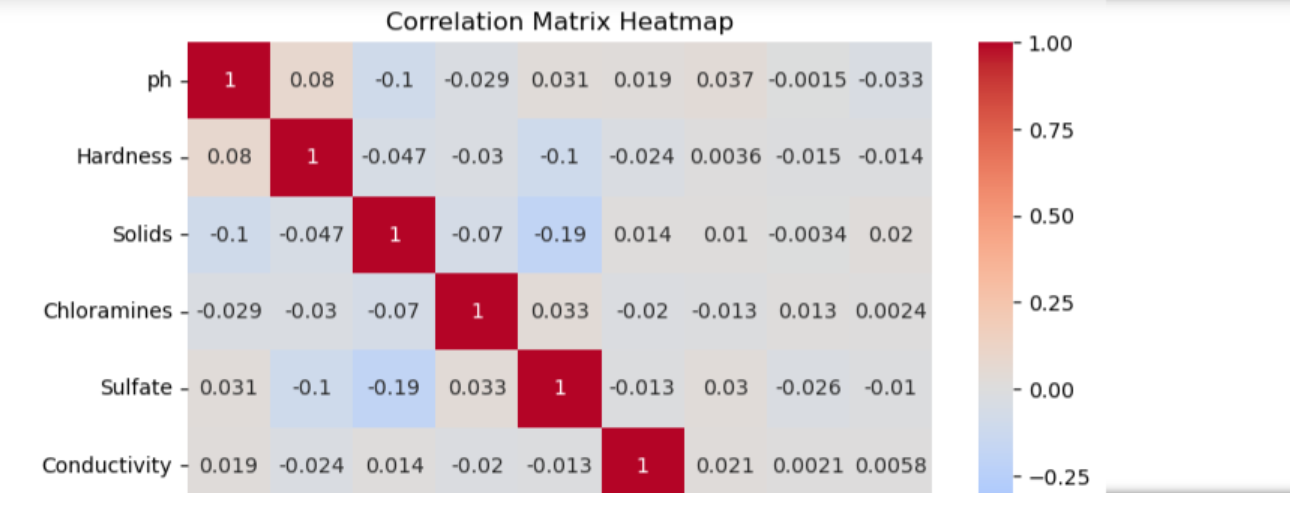 Correlation Matrix Heatmap
ph 1 0.08 -0.1 -0.029 0.031 0.019 0.037 -0.0015 -0.033
Hardness 0.08 1 -0.047 -0.03 -0.1 -0.024 0.0036 -0.015 -0.014
Solids -0.1 -0.047 1 -0.07 -0.19 0.014 0.01 -0.0034 0.02
Chloramines -0.029 -0.03 -0.07 1 0.033 -0.02 -0.013 0.013 0.0024
Sulfate 0.031 -0.1 -0.19 0.033 1 -0.013 0.03 -0.026 -0.01
Conductivity 0.019 -0.024 0.014 -0.02 -0.013 1 0.021 0.0021 0.0058
1.00
0.75
0.50
0.25
0.00
−0.25